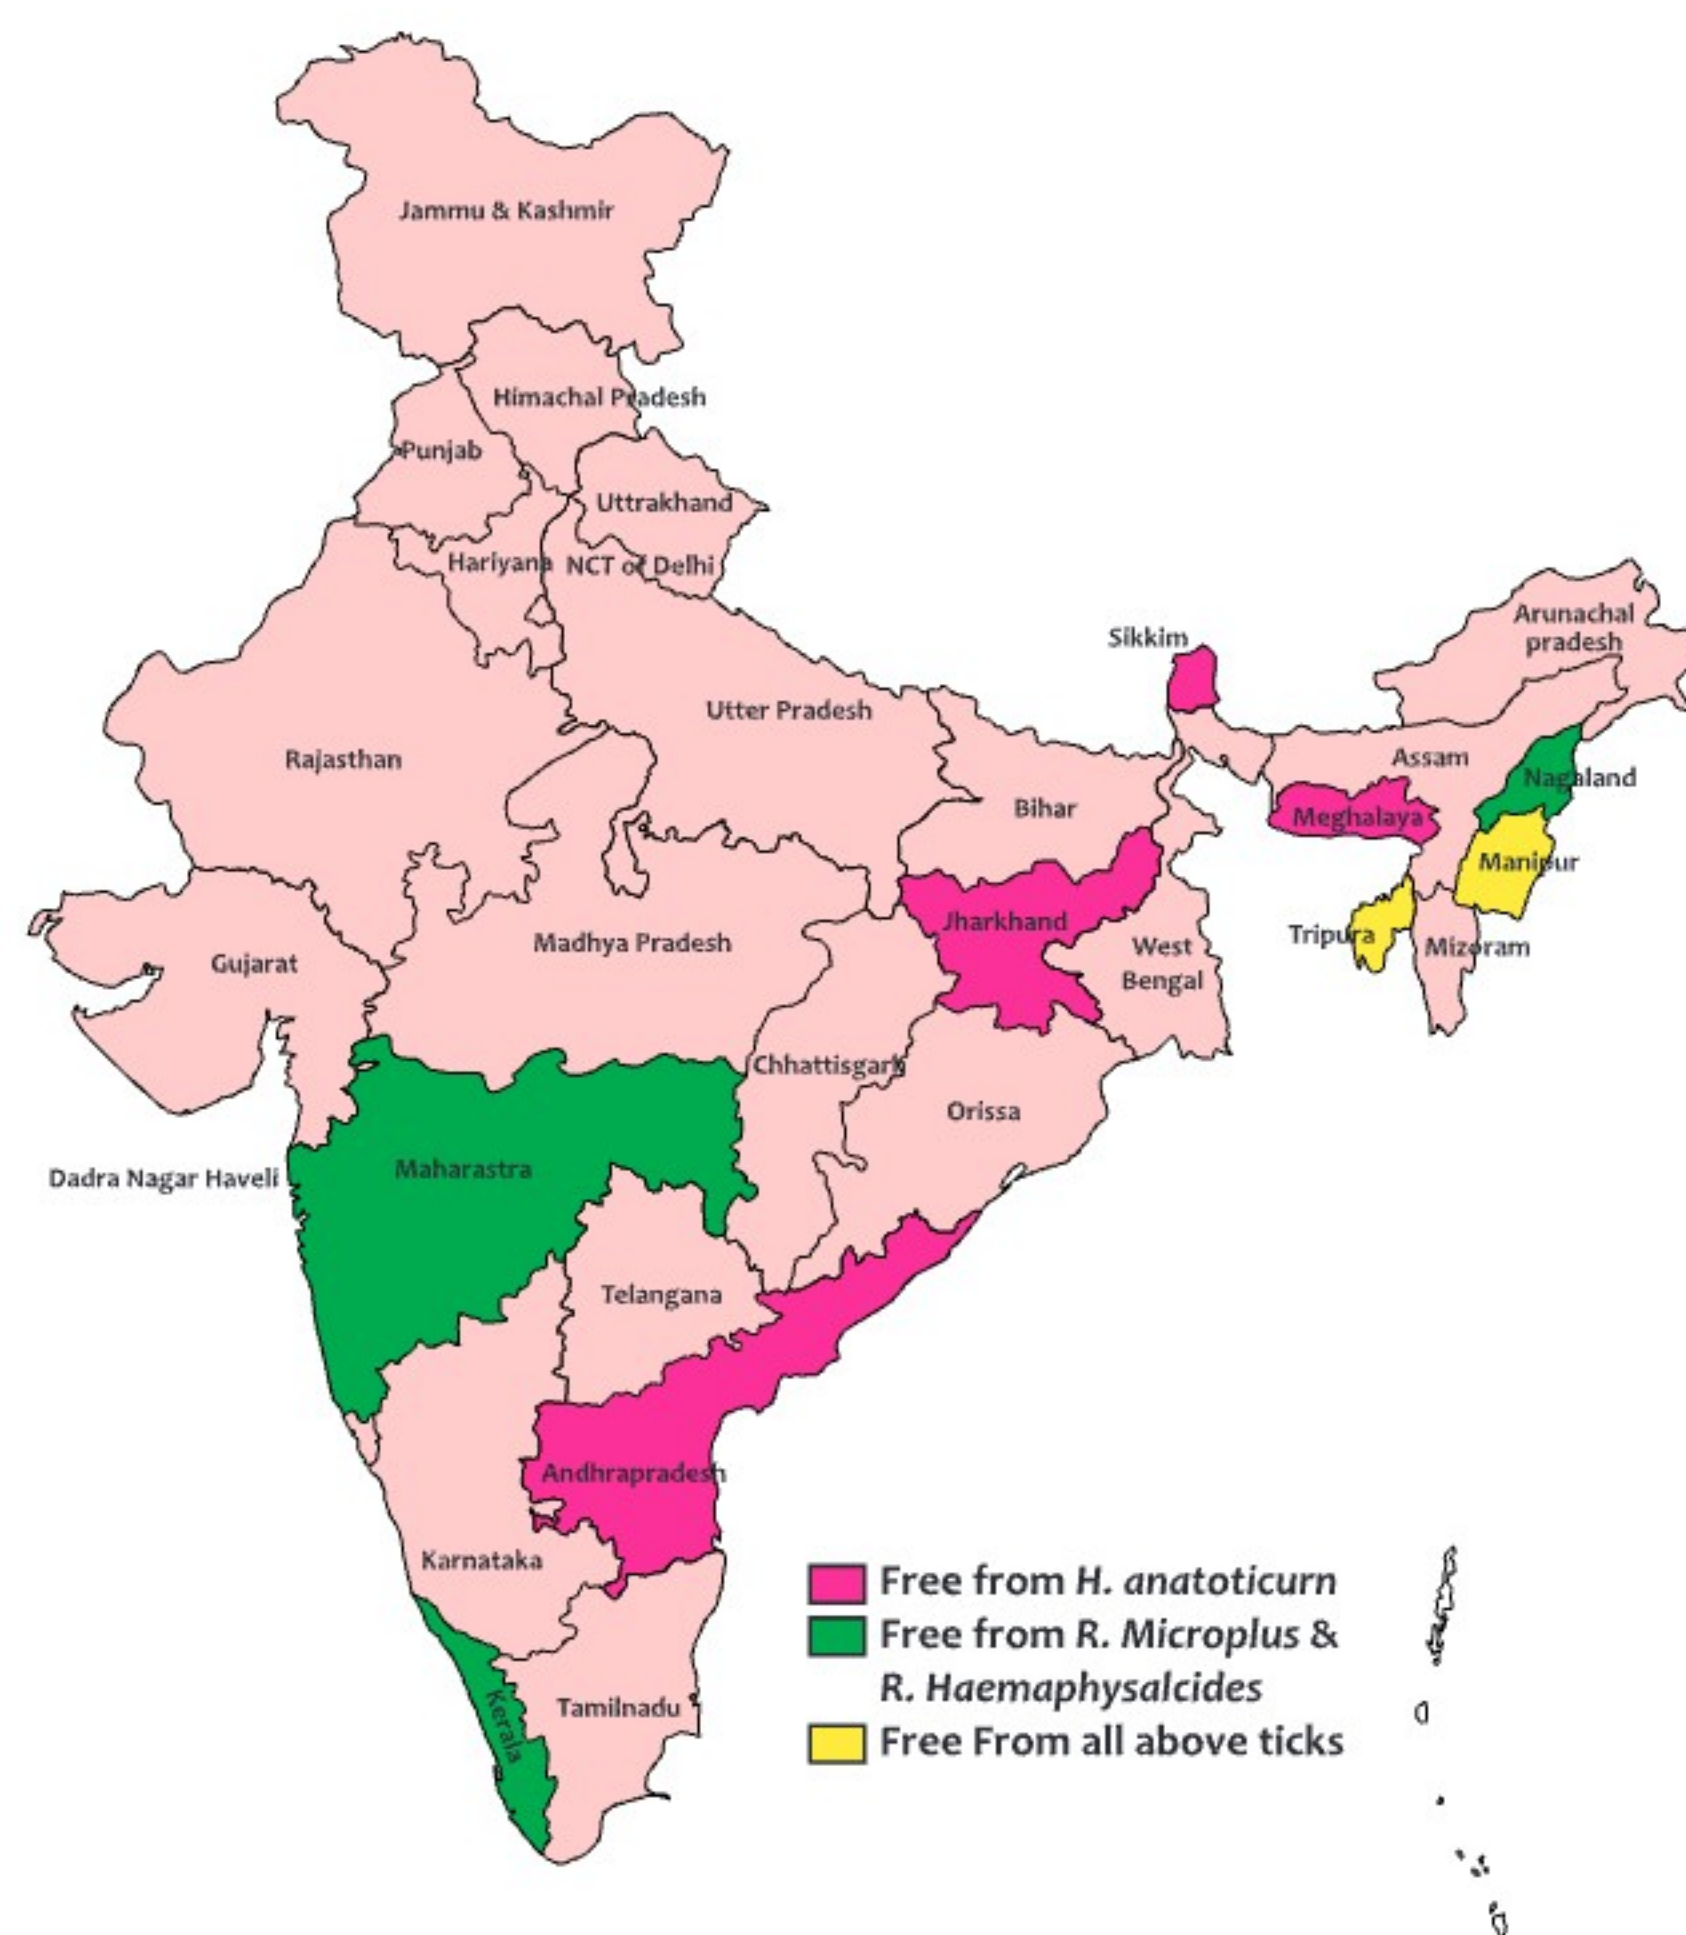 Jammu & Kashmir
Himachal Pradesh
Punjab
Uttrakhand
Hariyana
NCT of Delhi
Arunachal
pradesh
Sikkim
Utter Pradesh
Rajasthan
Assam
Nagaland
Bihar
Meghalaya
Manipur
Jharkhand
Tripura
Mizoram
West
Bengal
Madhya Pradesh
Gujarat
Chhattisgarh
Orissa
Maharastra
Dadra Nagar Haveli
Telangana
Andhrapradesh
Karnataka
Kerala
Tamilnadu
Free from H. anatoticurn
Free from R. Microplus &
R. Haemaphysalcides
Free From all above ticks